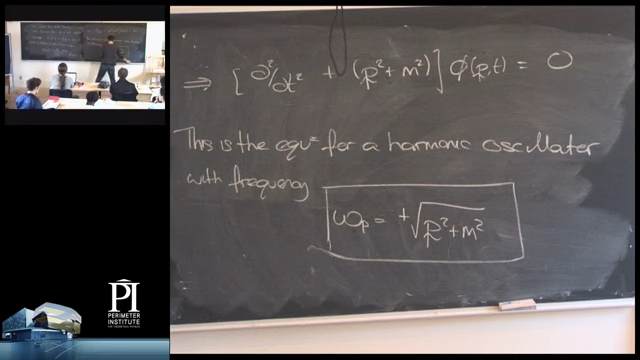 ⇒ [ ∂²/∂t² + (p² + m²) ] φ(p,t) = 0
This is the equⁿ for a harmonic oscillator
with frequency
ωp = +√(p² + m²)
PI
PERIMETER
INSTITUTE